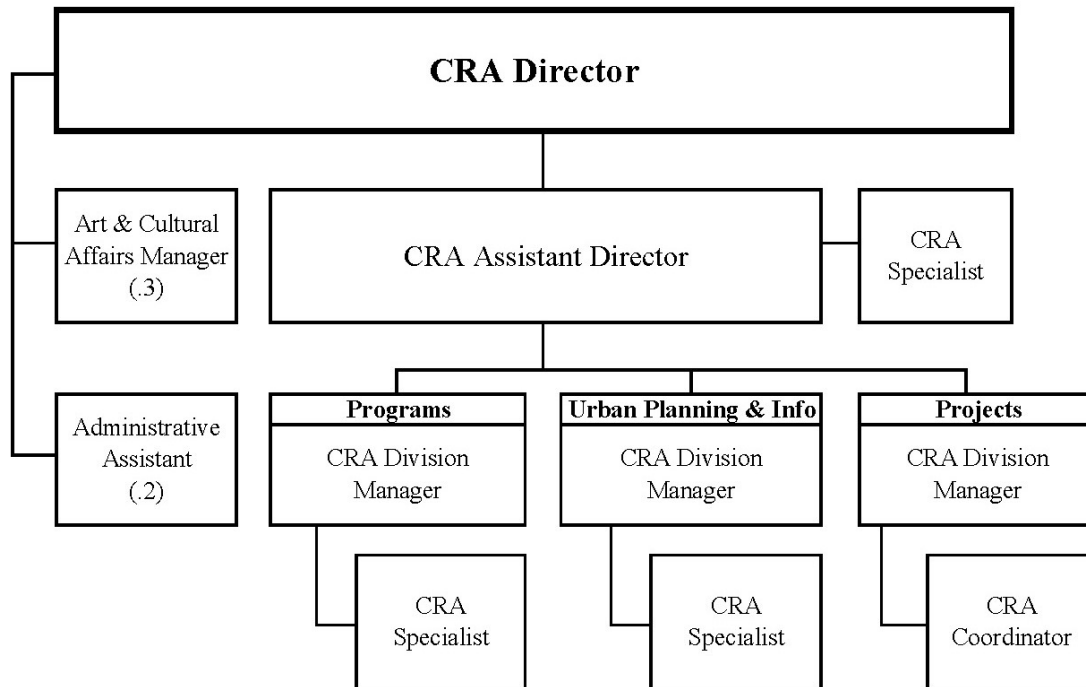 CRA Director
Art & Cultural
Affairs Manager
(.3)
CRA Assistant Director
CRA
Specialist
Administrative
Assistant
(.2)
Programs
CRA Division
Manager
Urban Planning & Info
CRA Division
Manager
Projects
CRA Division
Manager
CRA
Specialist
CRA
Specialist
CRA
Coordinator